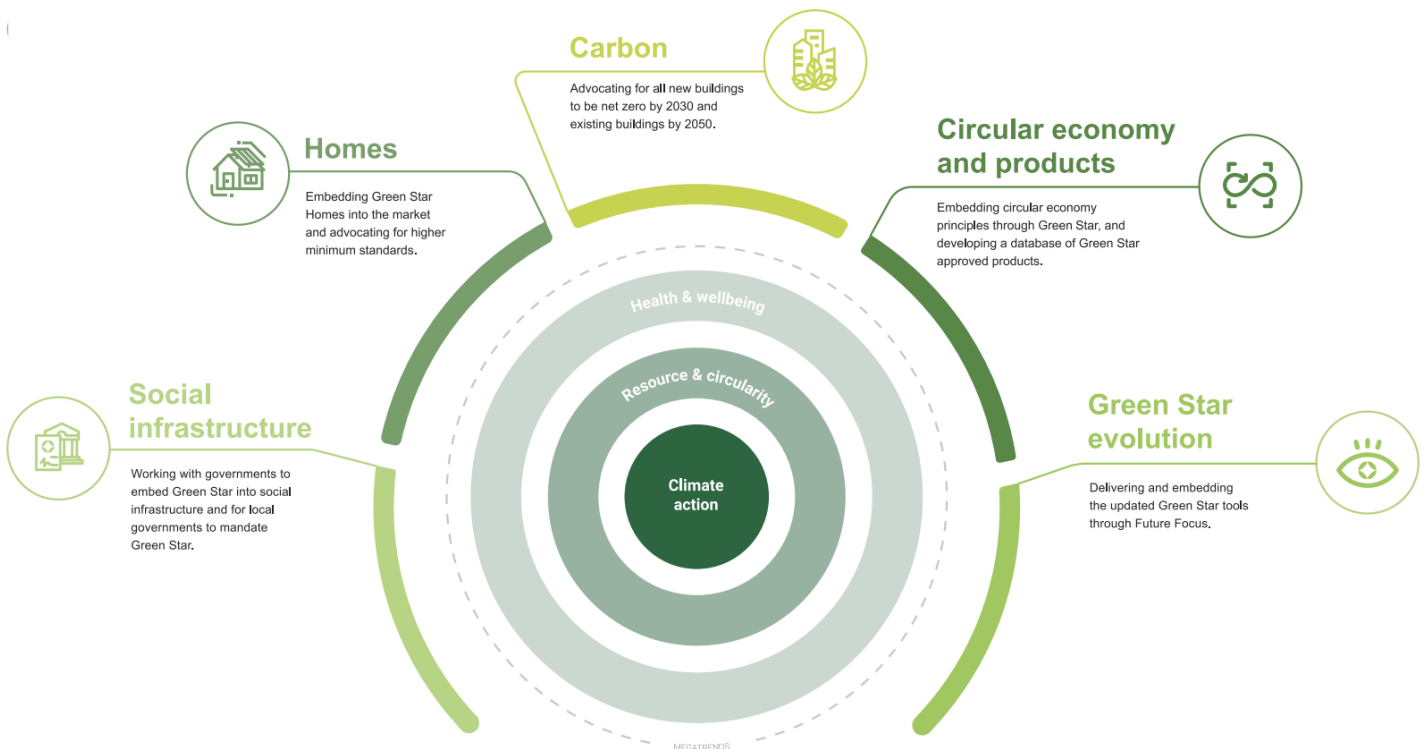 Carbon
Advocating for all new buildings
to be net zero by 2030 and
existing buildings by 2050.
Homes
Embedding Green Star
Homes into the market
and advocating for higher
minimum standards.
Circular economy
and products
Embedding circular economy
principles through Green Star, and
developing a database of Green Star
approved products.
Social
infrastructure
Working with governments to
embed Green Star into social
infrastructure and for local
governments to mandate
Green Star.
Green Star
evolution
Delivering and embedding
the updated Green Star tools
through Future Focus.
Health & wellbeing
Resource & circularity
Climate
action
MEGATRENDS